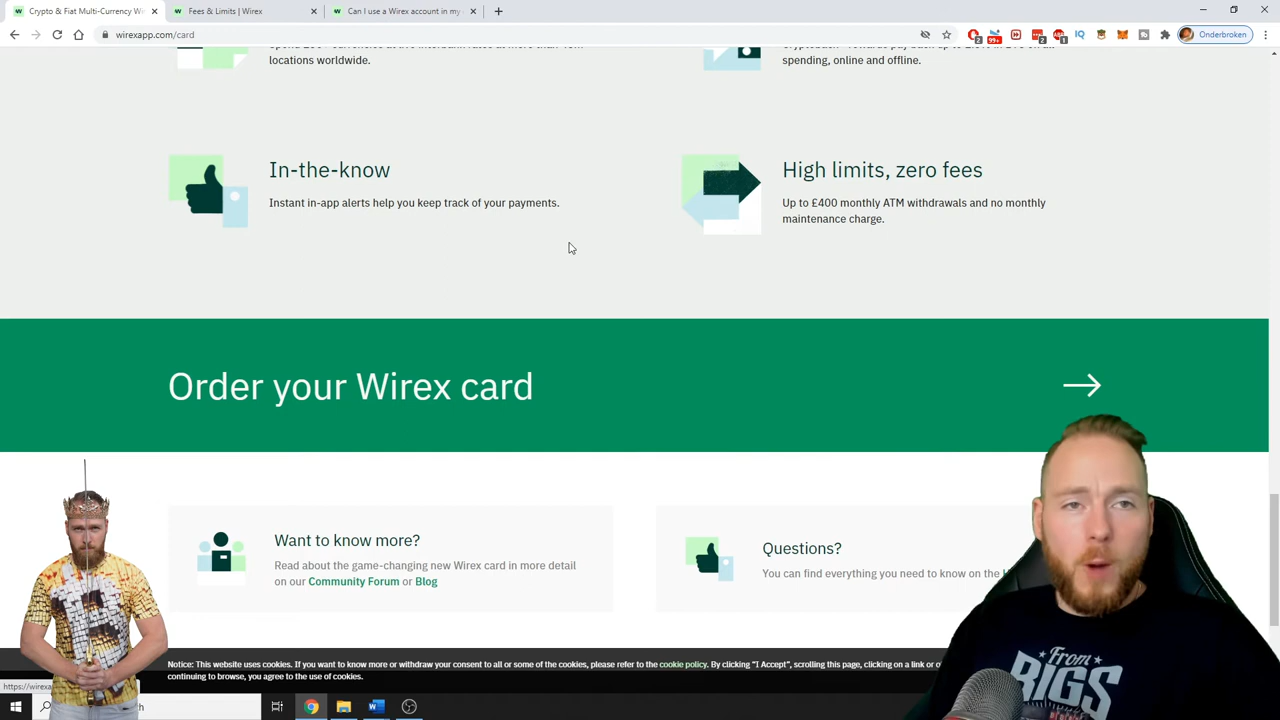 Crypto & Fiat Multi-Currency Wi
Fees & Limits | Wirex
Can I use a Wirex account in my
wirexapp.com/card
Onderbroken
locations worldwide.
spending, online and offline.
In-the-know
Instant in-app alerts help you keep track of your payments.
High limits, zero fees
Up to £400 monthly ATM withdrawals and no monthly
maintenance charge.
Order your Wirex card
Want to know more?
Read about the game-changing new Wirex card in more detail
on our Community Forum or Blog
Questions?
You can find everything you need to know on the
Notice: This website uses cookies. If you want to know more or withdraw your consent to all or some of the cookies, please refer to the cookie policy. By clicking "I Accept", scrolling this page, clicking on a link or
continuing to browse, you agree to the use of cookies.
https://wirexa
From
RIGS